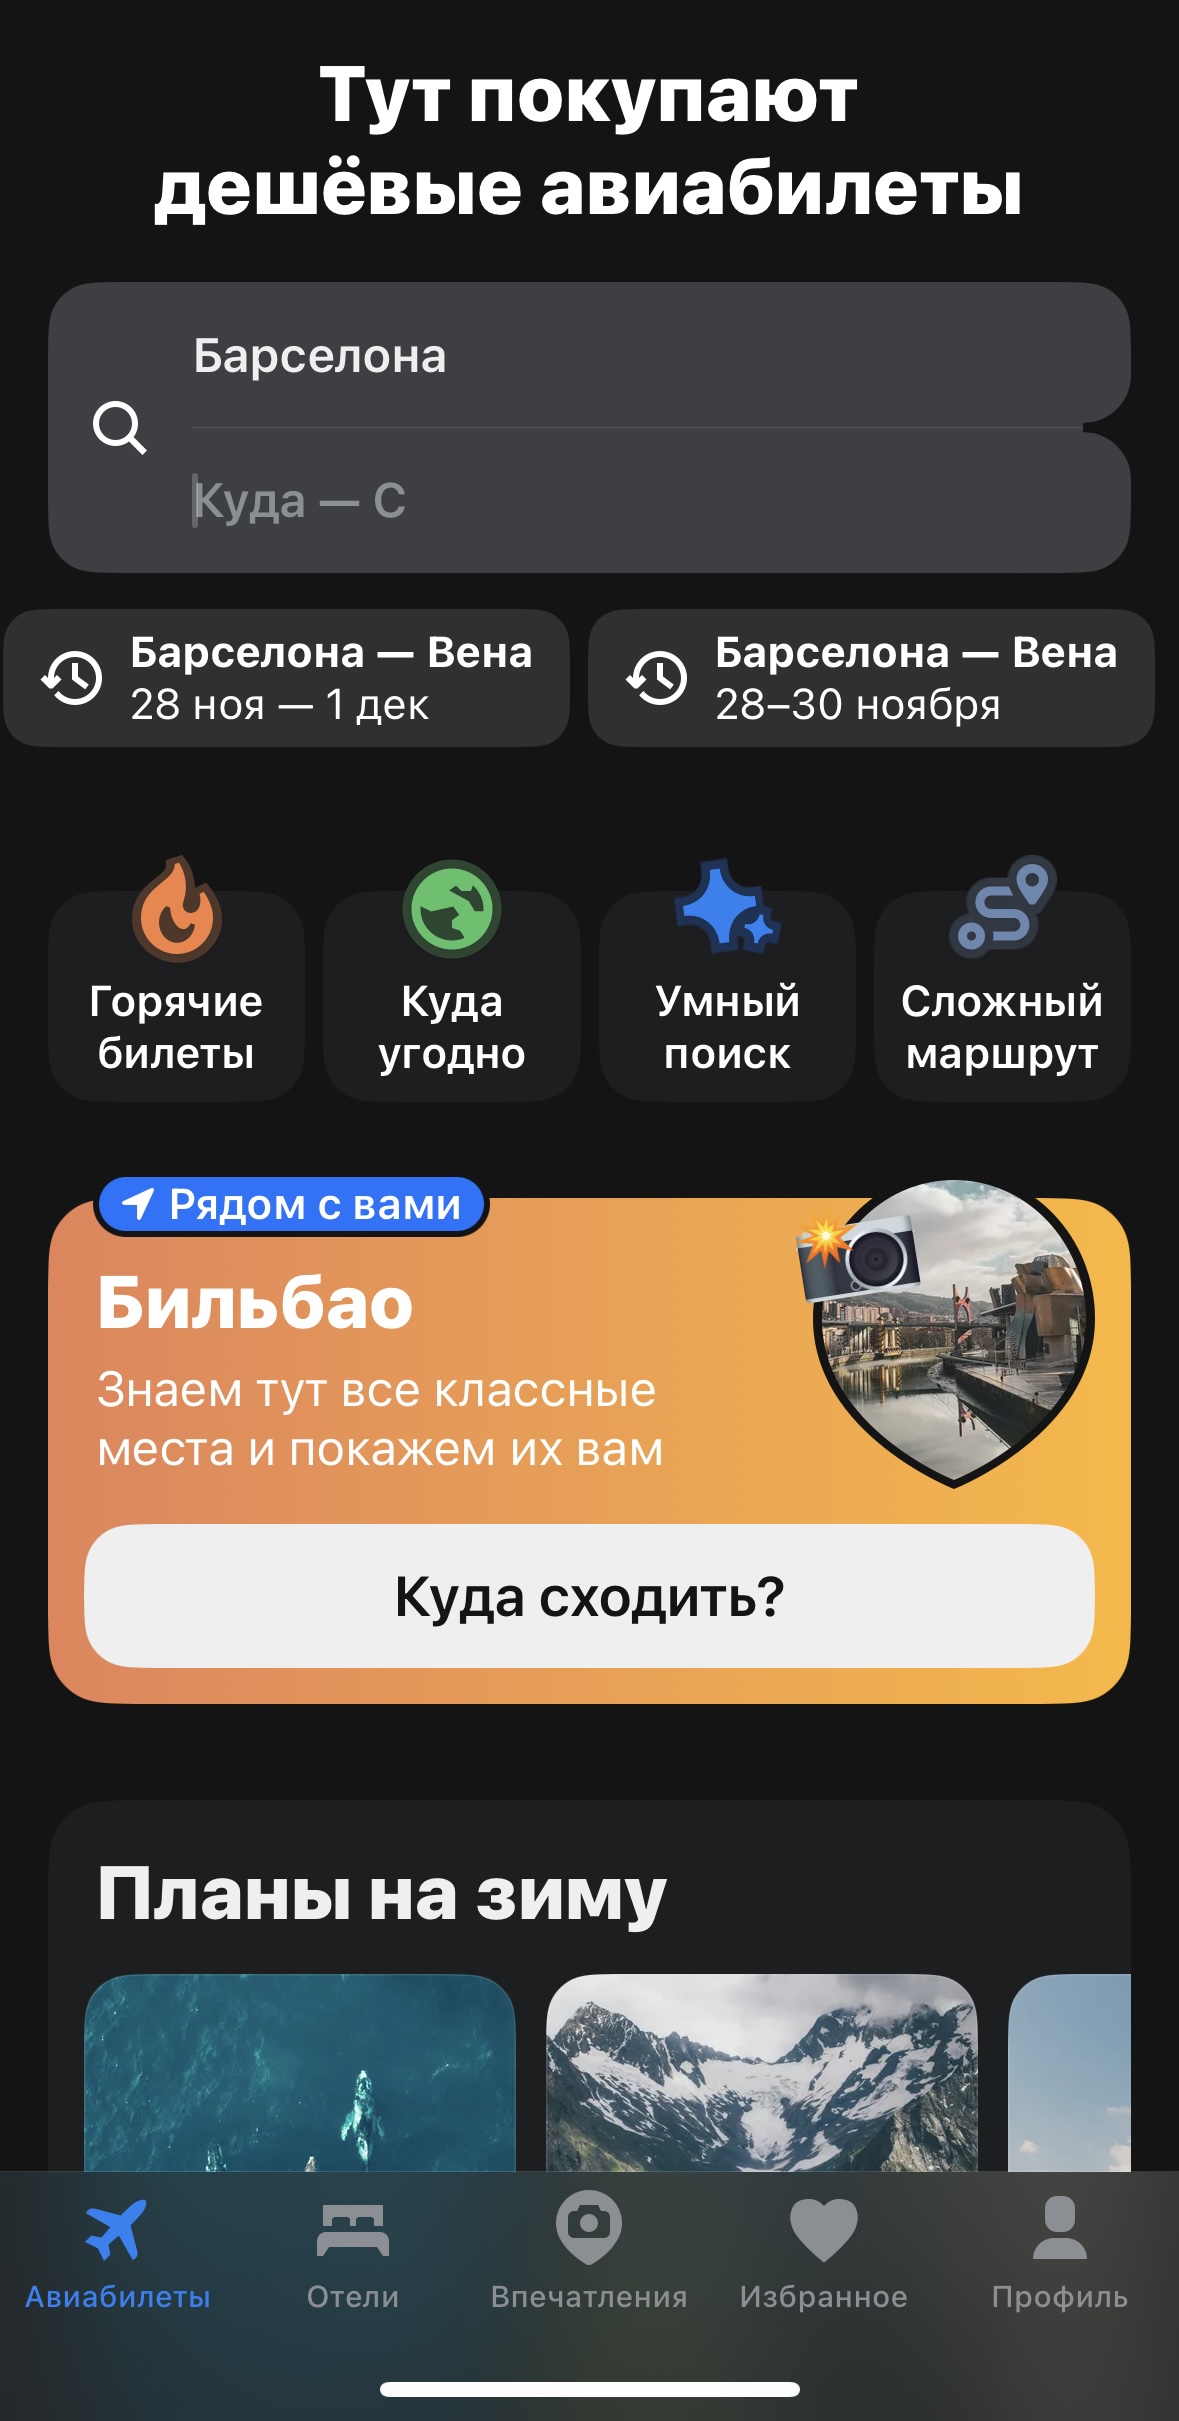 Тут покупают
дешёвые авиабилеты
Барселона
Куда — С
Барселона — Вена
28 ноя — 1 дек
Барселона — Вена
28–30 ноября
Горячие
билеты
Куда
угодно
Умный
поиск
Сложный
маршрут
Рядом с вами
Бильбао
Знаем тут все классные
места и покажем их вам
Куда сходить?
Планы на зиму
Авиабилеты
Отели
Впечатления
Избранное
Профиль